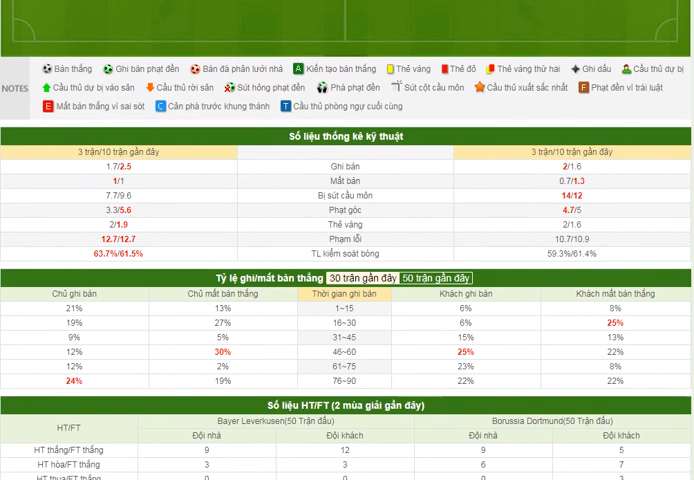 NOTES
Bàn thắng Ghi bàn phạt đền Bàn đá phản lưới nhà A Kiến tạo bàn thắng Thẻ vàng Thẻ đỏ Thẻ vàng thứ hai Ghi dấu Cầu thủ dự bị
Cầu thủ dự bị vào sân Cầu thủ rời sân Sút hỏng phạt đền Phá phạt đền Sút cột cầu môn Cầu thủ xuất sắc nhất F Phạt đền vì trái luật
E Mất bàn thắng vì sai sót C Cản phá trước khung thành T Cầu thủ phòng ngự cuối cùng
Số liệu thống kê kỹ thuật
3 trận/10 trận gần đây 3 trận/10 trận gần đây
1.7/2.5 Ghi bàn 2/1.6
1/1 Mất bàn 0.7/1.3
7.7/9.6 Bị sút cầu môn 14/12
3.3/5.6 Phạt góc 4.7/5
2/1.9 Thẻ vàng 2/1.6
12.7/12.7 Phạm lỗi 10.7/10.9
63.7%/61.5% TL kiểm soát bóng 59.3%/61.4%
Tỷ lệ ghi/mất bàn thắng 30 trận gần đây 50 trận gần đây
Chủ ghi bàn Chủ mất bàn thắng Thời gian ghi bàn Khách ghi bàn Khách mất bàn thắng
21% 13% 1~15 6% 8%
19% 27% 16~30 6% 25%
9% 5% 31~45 15% 13%
12% 30% 46~60 25% 22%
12% 2% 61~75 23% 8%
24% 19% 76~90 22% 22%
Số liệu HT/FT (2 mùa giải gần đây)
HT/FT Bayer Leverkusen(50 Trận đấu) Borussia Dortmund(50 Trận đấu)
Đội nhà Đội khách Đội nhà Đội khách
HT thắng/FT thắng 9 12 9 5
HT hòa/FT thắng 3 3 6 7
HT thua/FT thắng 0 0 0 3